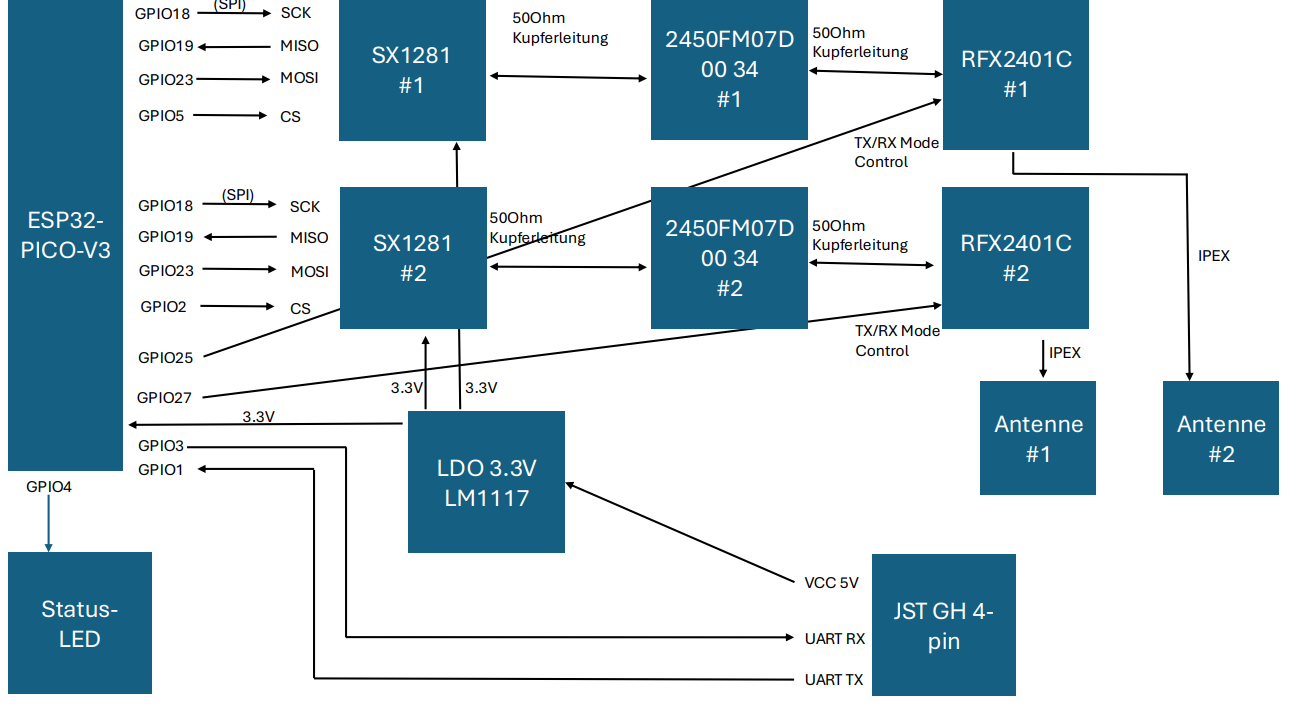 (SPI)
GPIO18
SCK
GPIO19
MISO
GPIO23
MOSI
GPIO5
CS
SX1281
#1
50Ohm
Kupferleitung
2450FM07D
00 34
#1
50Ohm
Kupferleitung
RFX2401C
#1
TX/RX Mode
Control
ESP32-
PICO-V3
GPIO18
(SPI)
SCK
GPIO19
MISO
GPIO23
MOSI
GPIO2
CS
SX1281
#2
50Ohm
Kupferleitung
2450FM07D
00 34
#2
50Ohm
Kupferleitung
RFX2401C
#2
IPEX
TX/RX Mode
Control
IPEX
GPIO25
GPIO27
3.3V
3.3V
3.3V
GPIO3
GPIO1
LDO 3.3V
LM1117
Antenne
#1
Antenne
#2
GPIO4
Status-
LED
VCC 5V
UART RX
UART TX
JST GH 4-
pin